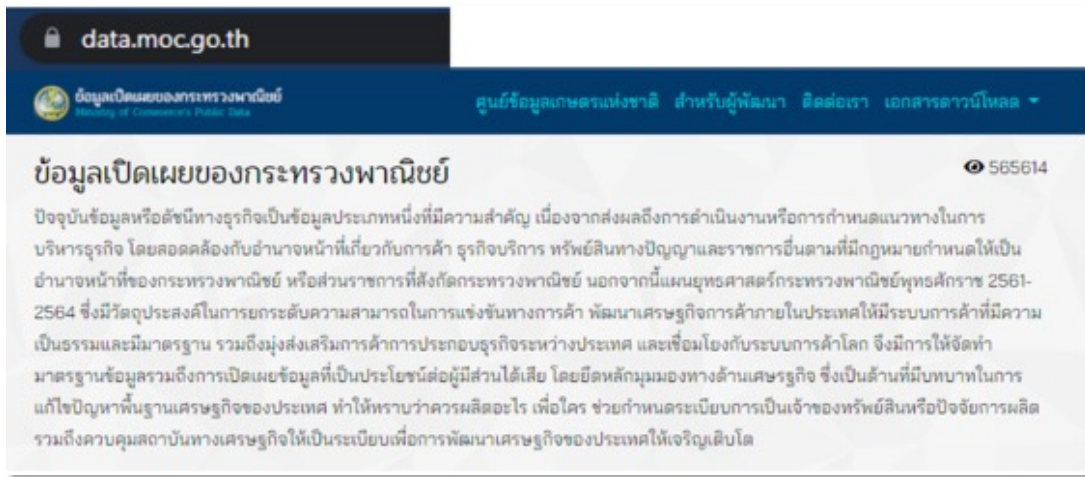 data.moc.go.th
ข้อมูลเปิดเผยของกระทรวงพาณิชย์
Ministry of Commerce's Public Data
ศูนย์ข้อมูลเกษตรแห่งชาติ สำหรับผู้พัฒนา ติดต่อเรา เอกสารดาวน์โหลด
ข้อมูลเปิดเผยของกระทรวงพาณิชย์
565614
ปัจจุบันข้อมูลหรือดัชนีทางธุรกิจเป็นข้อมูลประเภทหนึ่งที่มีความสำคัญ เนื่องจากส่งผลถึงการดำเนินงานหรือการกำหนดแนวทางในการ
บริหารธุรกิจ โดยสอดคล้องกับอำนาจหน้าที่เกี่ยวกับการค้า ธุรกิจบริการ ทรัพย์สินทางปัญญาและราชการอื่นตามที่มีกฎหมายกำหนดให้เป็น
อำนาจหน้าที่ของกระทรวงพาณิชย์ หรือส่วนราชการที่สังกัดกระทรวงพาณิชย์ นอกจากนี้แผนยุทธศาสตร์กระทรวงพาณิชย์พุทธศักราช 2561-
2564 ซึ่งมีวัตถุประสงค์ในการยกระดับความสามารถในการแข่งขันทางการค้า พัฒนาเศรษฐกิจการค้าภายในประเทศให้มีระบบการค้าที่มีความ
เป็นธรรมและมีมาตรฐาน รวมถึงมุ่งส่งเสริมการค้าการประกอบธุรกิจระหว่างประเทศ และเชื่อมโยงกับระบบการค้าโลก จึงมีการให้จัดทำ
มาตรฐานข้อมูลรวมถึงการเปิดเผยข้อมูลที่เป็นประโยชน์ต่อผู้มีส่วนได้เสีย โดยยึดหลักมุมมองทางด้านเศรษฐกิจ ซึ่งเป็นด้านที่มีบทบาทในการ
แก้ไขปัญหาพื้นฐานเศรษฐกิจของประเทศ ทำให้ทราบว่าควรผลิตอะไร เพื่อใคร ช่วยกำหนดระเบียบการเป็นเจ้าของทรัพย์สินหรือปัจจัยการผลิต
รวมถึงควบคุมสถาบันทางเศรษฐกิจให้เป็นระเบียบเพื่อการพัฒนาเศรษฐกิจของประเทศให้เจริญเติบโต